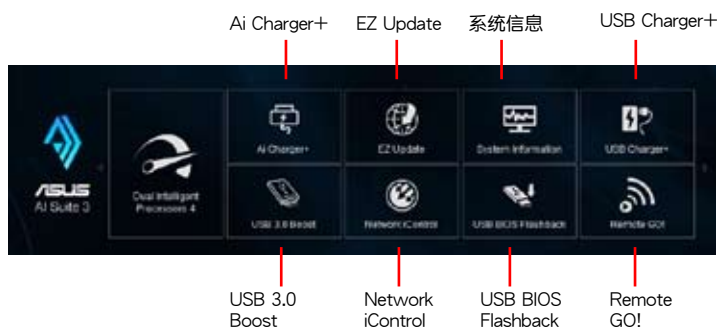 Ai Charger+ EZ Update 系统信息 USB Charger+
Ai Charger+ EZ Update System Information USB Charger+
ASUS
AI Suite 3
Dual Intelligent
Processors 4
USB 3.0 Boost Network iControl USB BIOS Flashback Remote GO!
USB 3.0 Network USB BIOS Remote
Boost iControl Flashback GO!